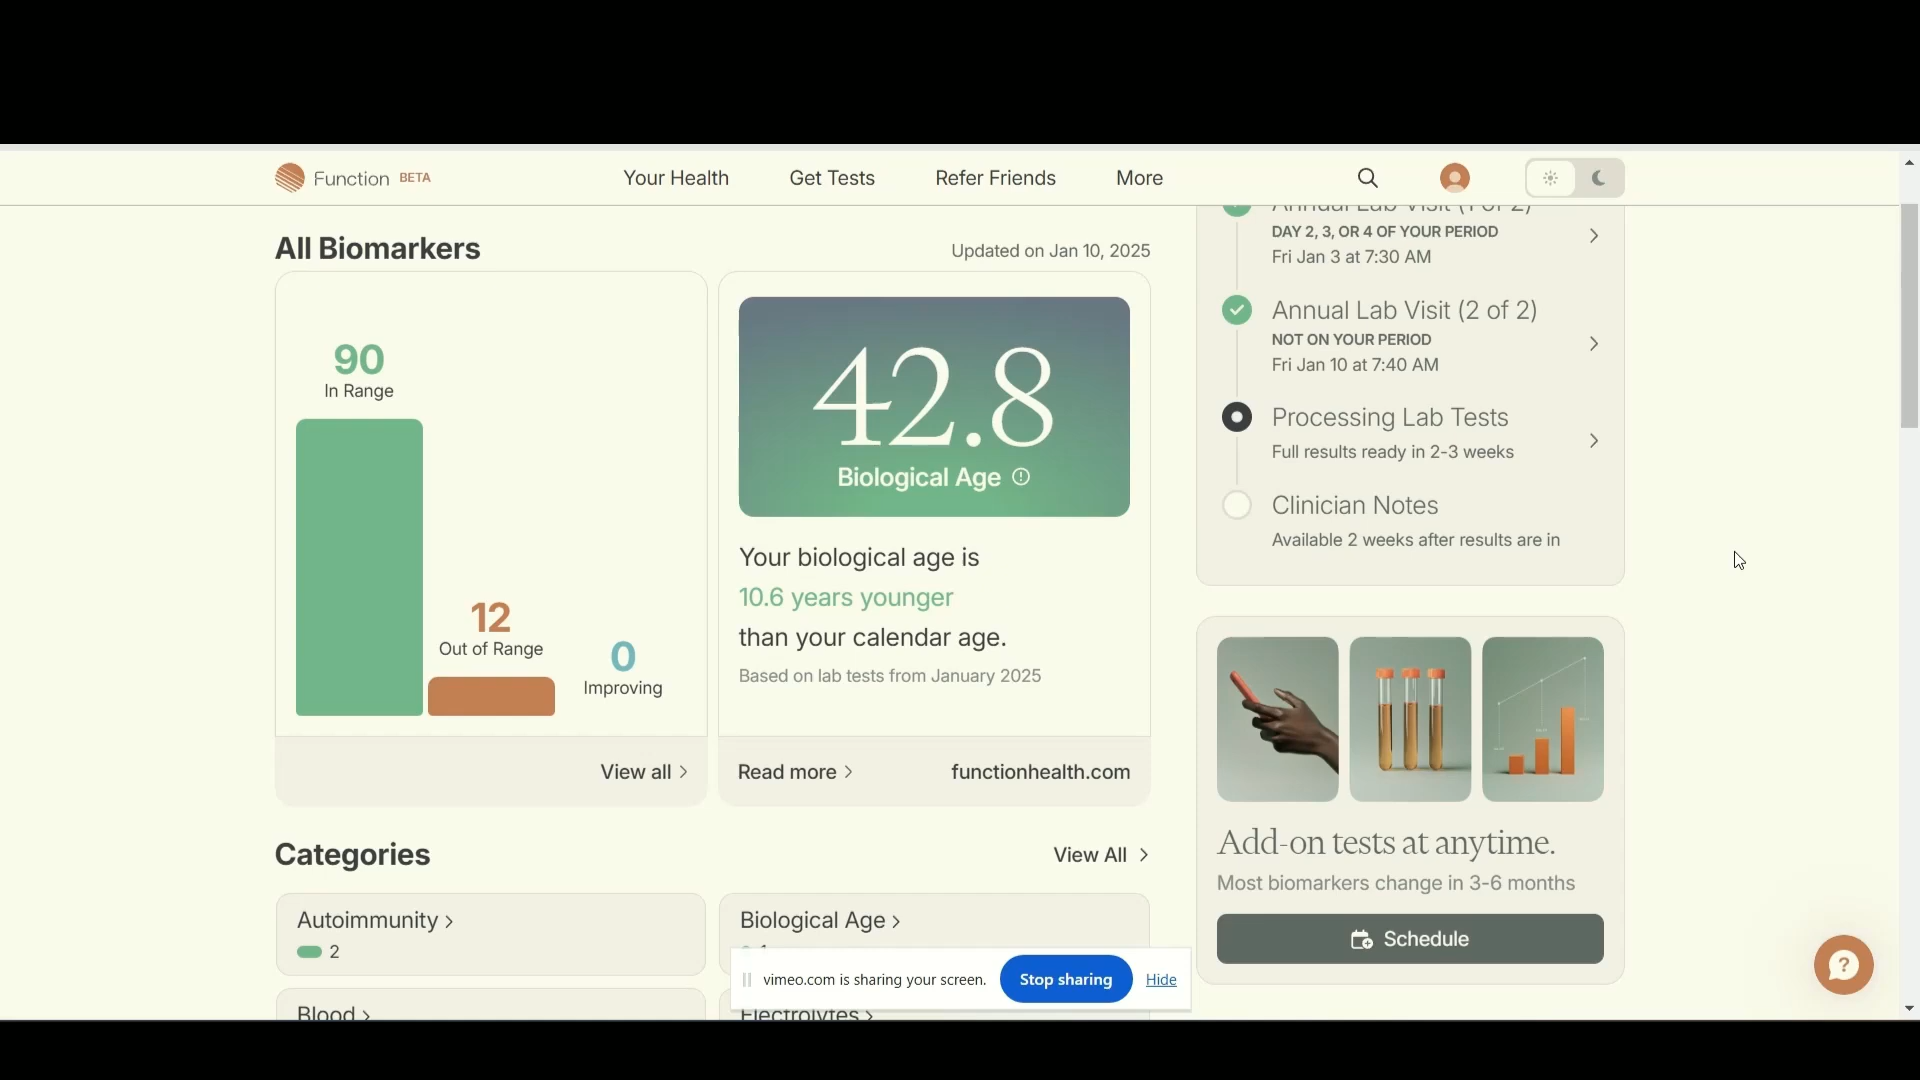 Function BETA
Your Health
Get Tests
Refer Friends
More
All Biomarkers
Updated on Jan 10, 2025
90
In Range
12
Out of Range
0
Improving
View all
42.8
Biological Age
Your biological age is
10.6 years younger
than your calendar age.
Based on lab tests from January 2025
Read more
functionhealth.com
Categories
View All
Autoimmunity
2
Biological Age
Blood
Electrolytes
vimeo.com is sharing your screen.
Stop sharing
Hide
Annual Lab Visit (1 of 2)
DAY 2, 3, OR 4 OF YOUR PERIOD
Fri Jan 3 at 7:30 AM
Annual Lab Visit (2 of 2)
NOT ON YOUR PERIOD
Fri Jan 10 at 7:40 AM
Processing Lab Tests
Full results ready in 2-3 weeks
Clinician Notes
Available 2 weeks after results are in
Add-on tests at anytime.
Most biomarkers change in 3-6 months
Schedule